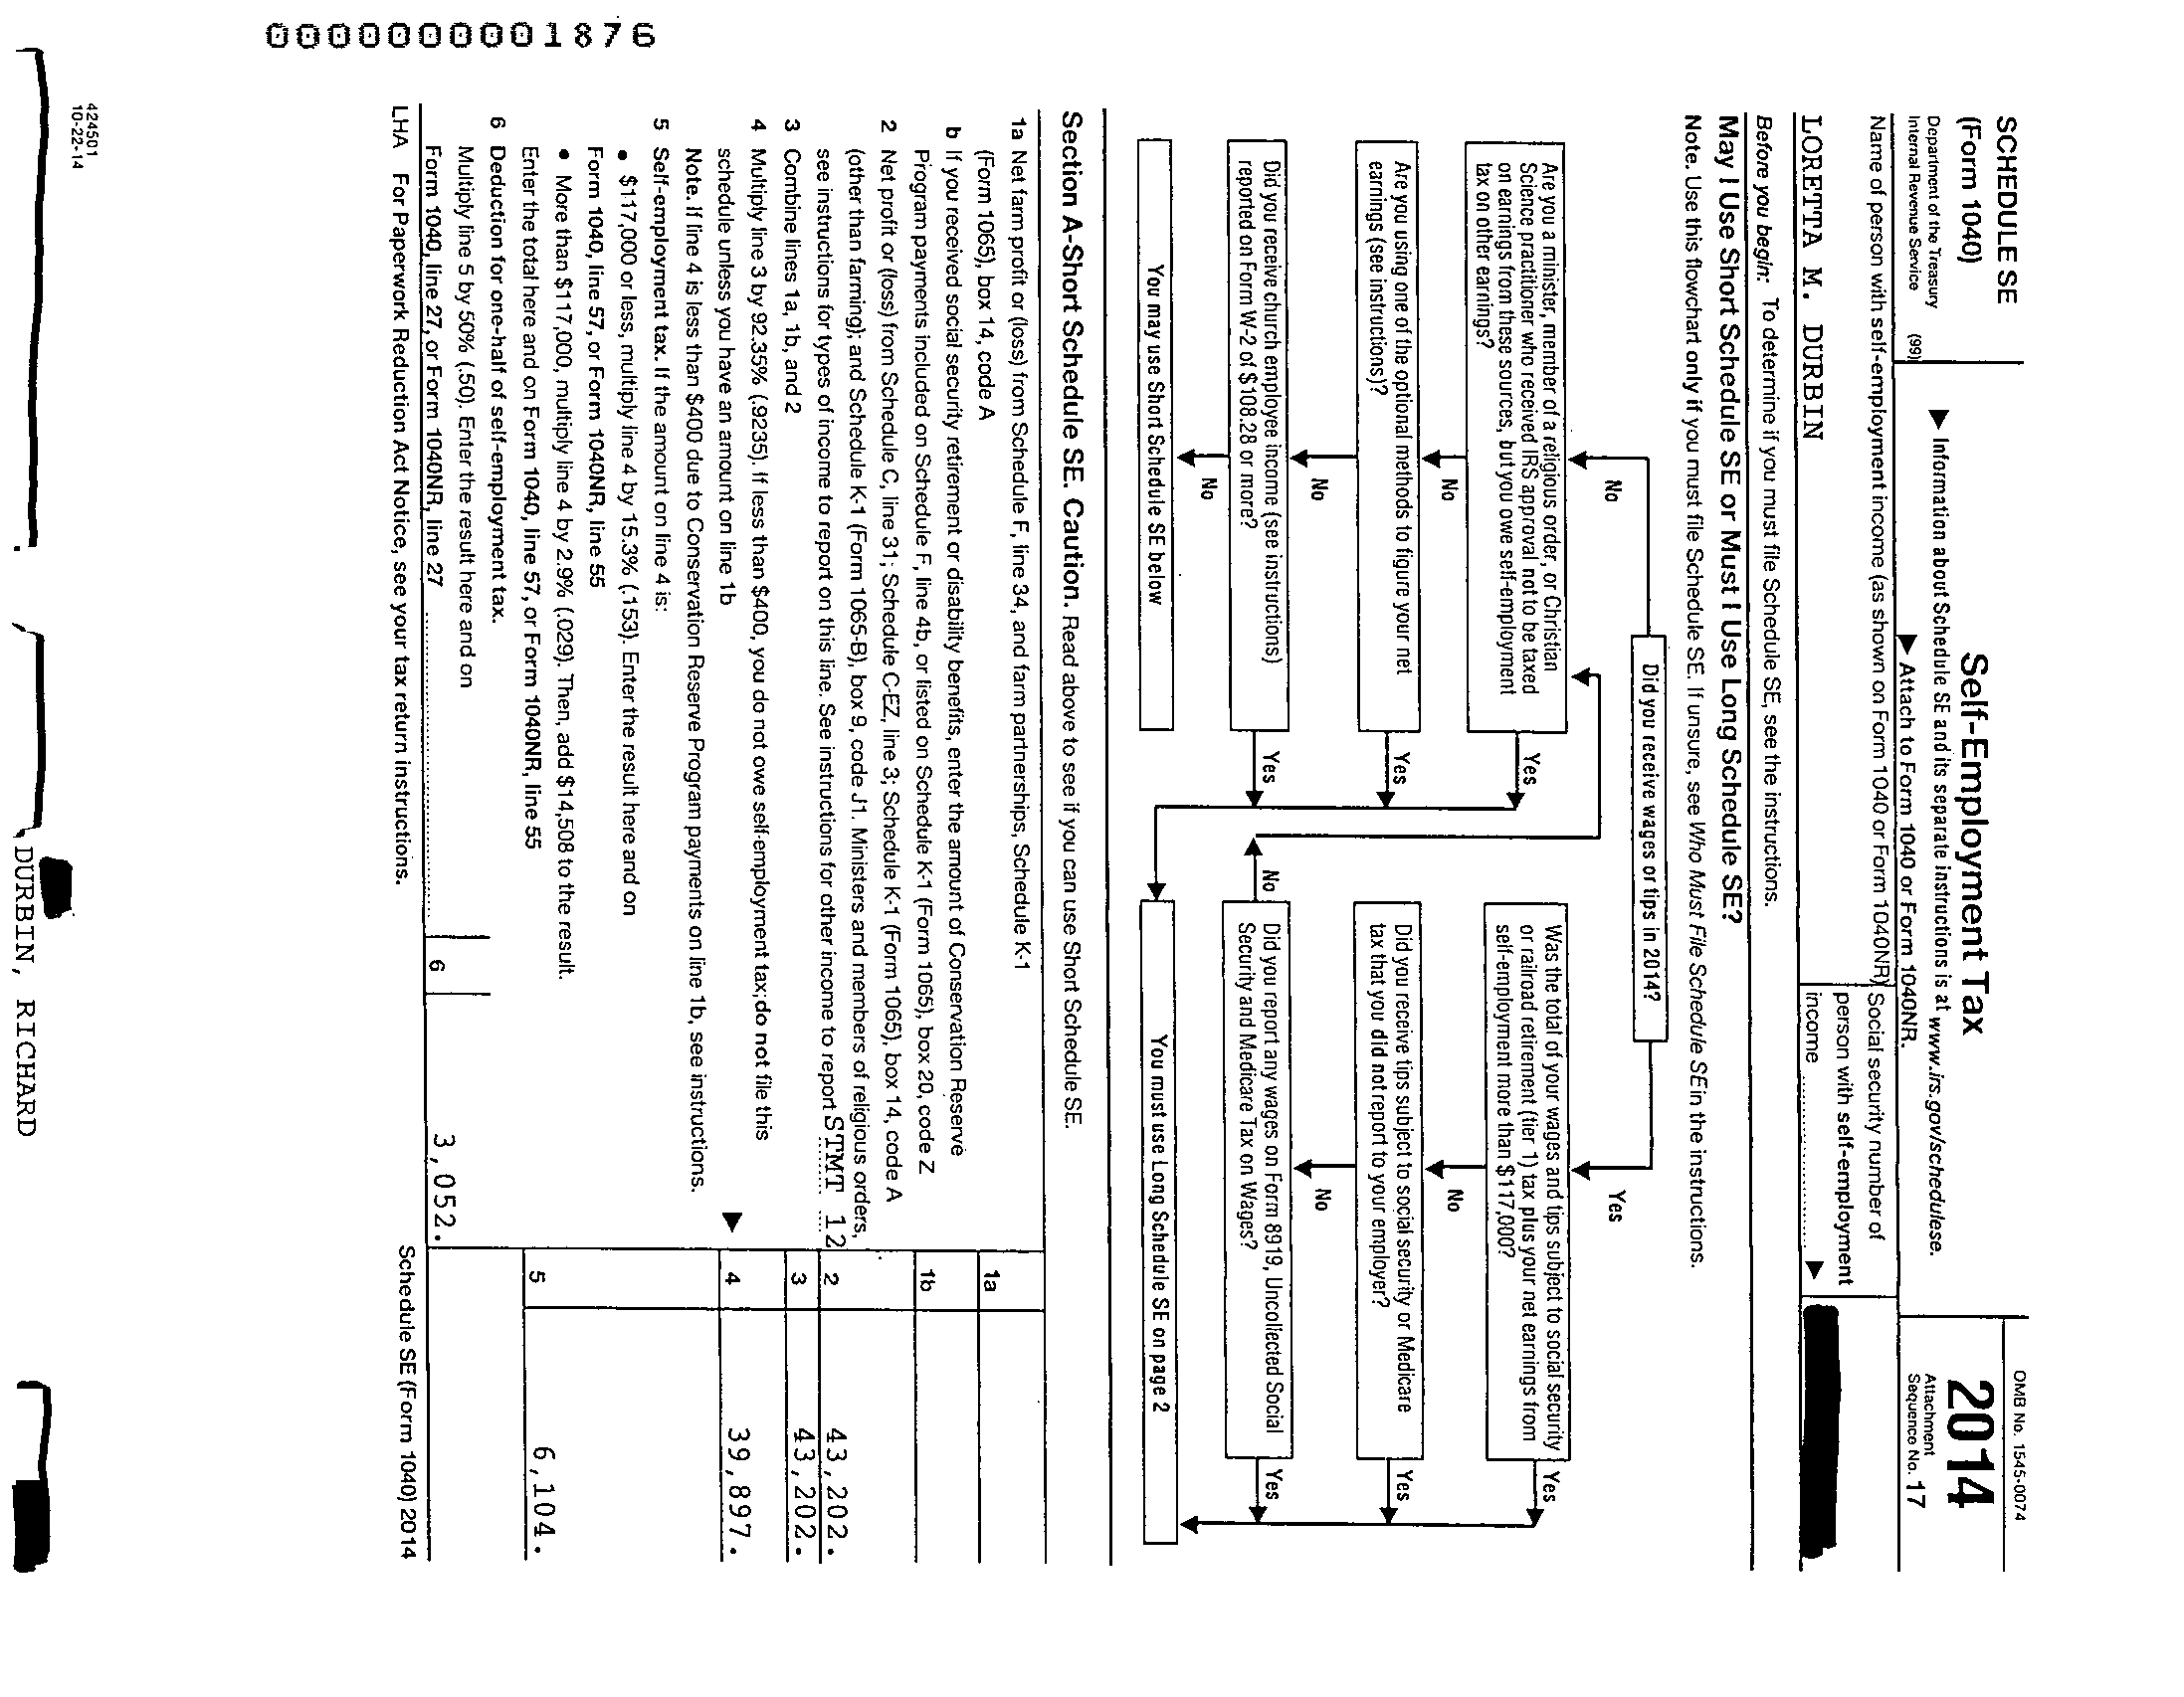 SCHEDULE SE
(Form 1040)
Department of the Treasury
Internal Revenue Service (99)
Self-Employment Tax
▶ Information about Schedule SE and its separate instructions is at www.irs.gov/schedulese.
▶ Attach to Form 1040 or Form 1040NR.
OMB No. 1545-0074
2014
Attachment
Sequence No. 17
Name of person with self-employment income (as shown on Form 1040 or Form 1040NR)
LORETTA M. DURBIN
Social security number of
person with self-employment
income ▶
Before you begin: To determine if you must file Schedule SE, see the instructions.
May I Use Short Schedule SE or Must I Use Long Schedule SE?
Note. Use this flowchart only if you must file Schedule SE. If unsure, see Who Must File Schedule SE in the instructions.
Did you receive wages or tips in 2014?
No
Yes
Are you a minister, member of a religious order, or Christian
Science practitioner who received IRS approval not to be taxed
on earnings from these sources, but you owe self-employment
tax on other earnings?
Yes
Was the total of your wages and tips subject to social security
or railroad retirement (tier 1) tax plus your net earnings from
self-employment more than $117,000?
Yes
No
No
Are you using one of the optional methods to figure your net
earnings (see instructions)?
Yes
Did you receive tips subject to social security or Medicare
tax that you did not report to your employer?
Yes
No
No
Did you receive church employee income (see instructions)
reported on Form W-2 of $108.28 or more?
Yes
No
Did you report any wages on Form 8919, Uncollected Social
Security and Medicare Tax on Wages?
Yes
No
You may use Short Schedule SE below
You must use Long Schedule SE on page 2
Section A-Short Schedule SE. Caution. Read above to see if you can use Short Schedule SE.
1a Net farm profit or (loss) from Schedule F, line 34, and farm partnerships, Schedule K-1
(Form 1065), box 14, code A
1a
b If you received social security retirement or disability benefits, enter the amount of Conservation Reserve
Program payments included on Schedule F, line 4b, or listed on Schedule K-1 (Form 1065), box 20, code Z
1b
2 Net profit or (loss) from Schedule C, line 31; Schedule C-EZ, line 3; Schedule K-1 (Form 1065), box 14, code A
(other than farming); and Schedule K-1 (Form 1065-B), box 9, code J1. Ministers and members of religious orders,
see instructions for types of income to report on this line. See instructions for other income to report STMT 12
2 43,202.
3 Combine lines 1a, 1b, and 2
3 43,202.
4 Multiply line 3 by 92.35% (.9235). If less than $400, you do not owe self-employment tax; do not file this
schedule unless you have an amount on line 1b ▶
4 39,897.
Note. If line 4 is less than $400 due to Conservation Reserve Program payments on line 1b, see instructions.
5 Self-employment tax. If the amount on line 4 is:
● $117,000 or less, multiply line 4 by 15.3% (.153). Enter the result here and on
Form 1040, line 57, or Form 1040NR, line 55
● More than $117,000, multiply line 4 by 2.9% (.029). Then, add $14,508 to the result.
Enter the total here and on Form 1040, line 57, or Form 1040NR, line 55
5 6,104.
6 Deduction for one-half of self-employment tax.
Multiply line 5 by 50% (.50). Enter the result here and on
Form 1040, line 27, or Form 1040NR, line 27
6 3,052.
LHA For Paperwork Reduction Act Notice, see your tax return instructions.
Schedule SE (Form 1040) 2014
424501
10-22-14
DURBIN, RICHARD
0000000001876